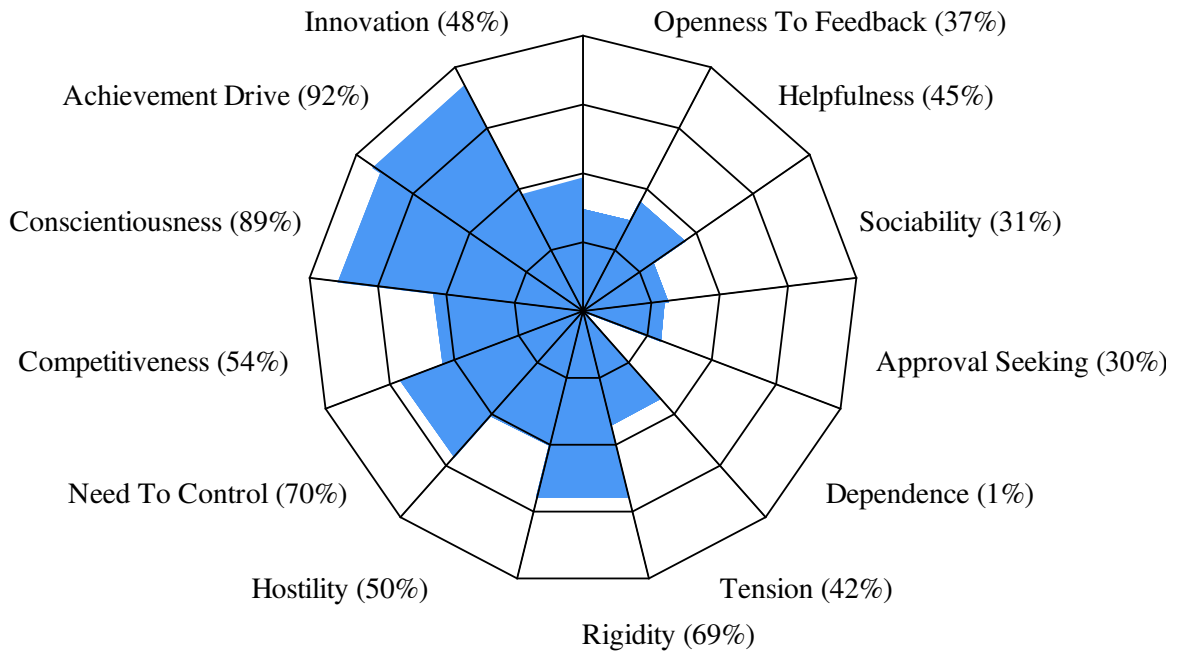 Innovation (48%)
Openness To Feedback (37%)
Achievement Drive (92%)
Helpfulness (45%)
Conscientiousness (89%)
Sociability (31%)
Competitiveness (54%)
Approval Seeking (30%)
Need To Control (70%)
Dependence (1%)
Hostility (50%)
Tension (42%)
Rigidity (69%)